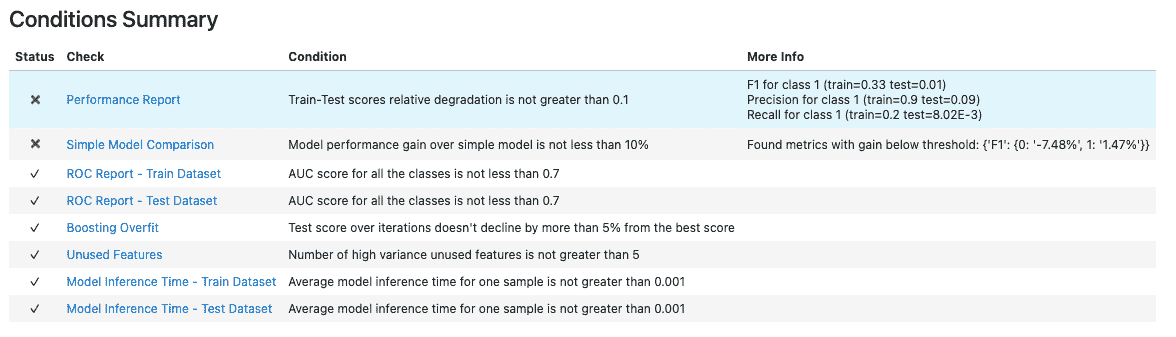 Conditions Summary
Status Check Condition More Info
✖ Performance Report Train-Test scores relative degradation is not greater than 0.1 F1 for class 1 (train=0.33 test=0.01)
Precision for class 1 (train=0.9 test=0.09)
Recall for class 1 (train=0.2 test=8.02E-3)
✖ Simple Model Comparison Model performance gain over simple model is not less than 10% Found metrics with gain below threshold: {'F1': {0: '-7.48%', 1: '1.47%'}}
✓ ROC Report - Train Dataset AUC score for all the classes is not less than 0.7
✓ ROC Report - Test Dataset AUC score for all the classes is not less than 0.7
✓ Boosting Overfit Test score over iterations doesn't decline by more than 5% from the best score
✓ Unused Features Number of high variance unused features is not greater than 5
✓ Model Inference Time - Train Dataset Average model inference time for one sample is not greater than 0.001
✓ Model Inference Time - Test Dataset Average model inference time for one sample is not greater than 0.001